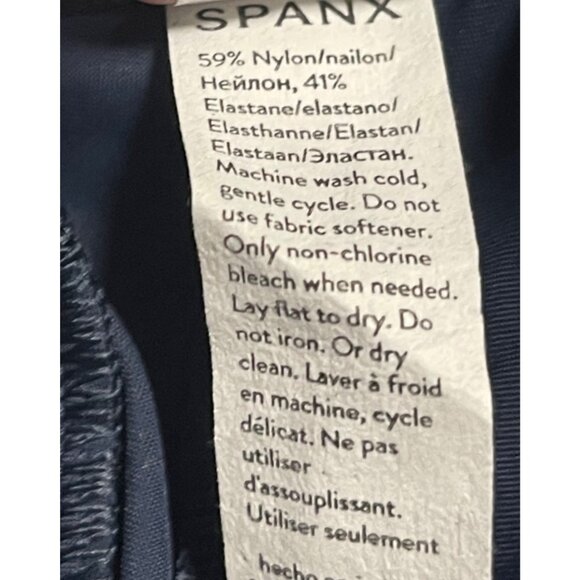 SPANX
59% Nylon/nailon/
Нейлон, 41%
Elastane/elastano/
Elasthanne/Elastan/
Elastaan/Эластан.
Machine wash cold,
gentle cycle. Do not
use fabric softener.
Only non-chlorine
bleach when needed.
Lay flat to dry. Do
not iron. Or dry
clean. Laver à froid
en machine, cycle
délicat. Ne pas
utiliser
d'assouplissant.
Utiliser seulement
hecho